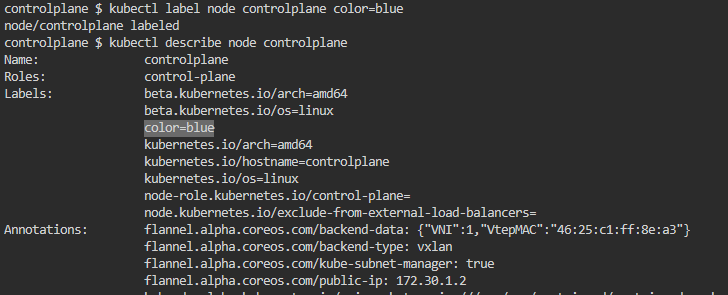 controlplane $ kubectl label node controlplane color=blue
node/controlplane labeled
controlplane $ kubectl describe node controlplane
Name: controlplane
Roles: control-plane
Labels: beta.kubernetes.io/arch=amd64
beta.kubernetes.io/os=linux
color=blue
kubernetes.io/arch=amd64
kubernetes.io/hostname=controlplane
kubernetes.io/os=linux
node-role.kubernetes.io/control-plane=
node.kubernetes.io/exclude-from-external-load-balancers=
Annotations: flannel.alpha.coreos.com/backend-data: {"VNI":1,"VtepMAC":"46:25:c1:ff:8e:a3"}
flannel.alpha.coreos.com/backend-type: vxlan
flannel.alpha.coreos.com/kube-subnet-manager: true
flannel.alpha.coreos.com/public-ip: 172.30.1.2